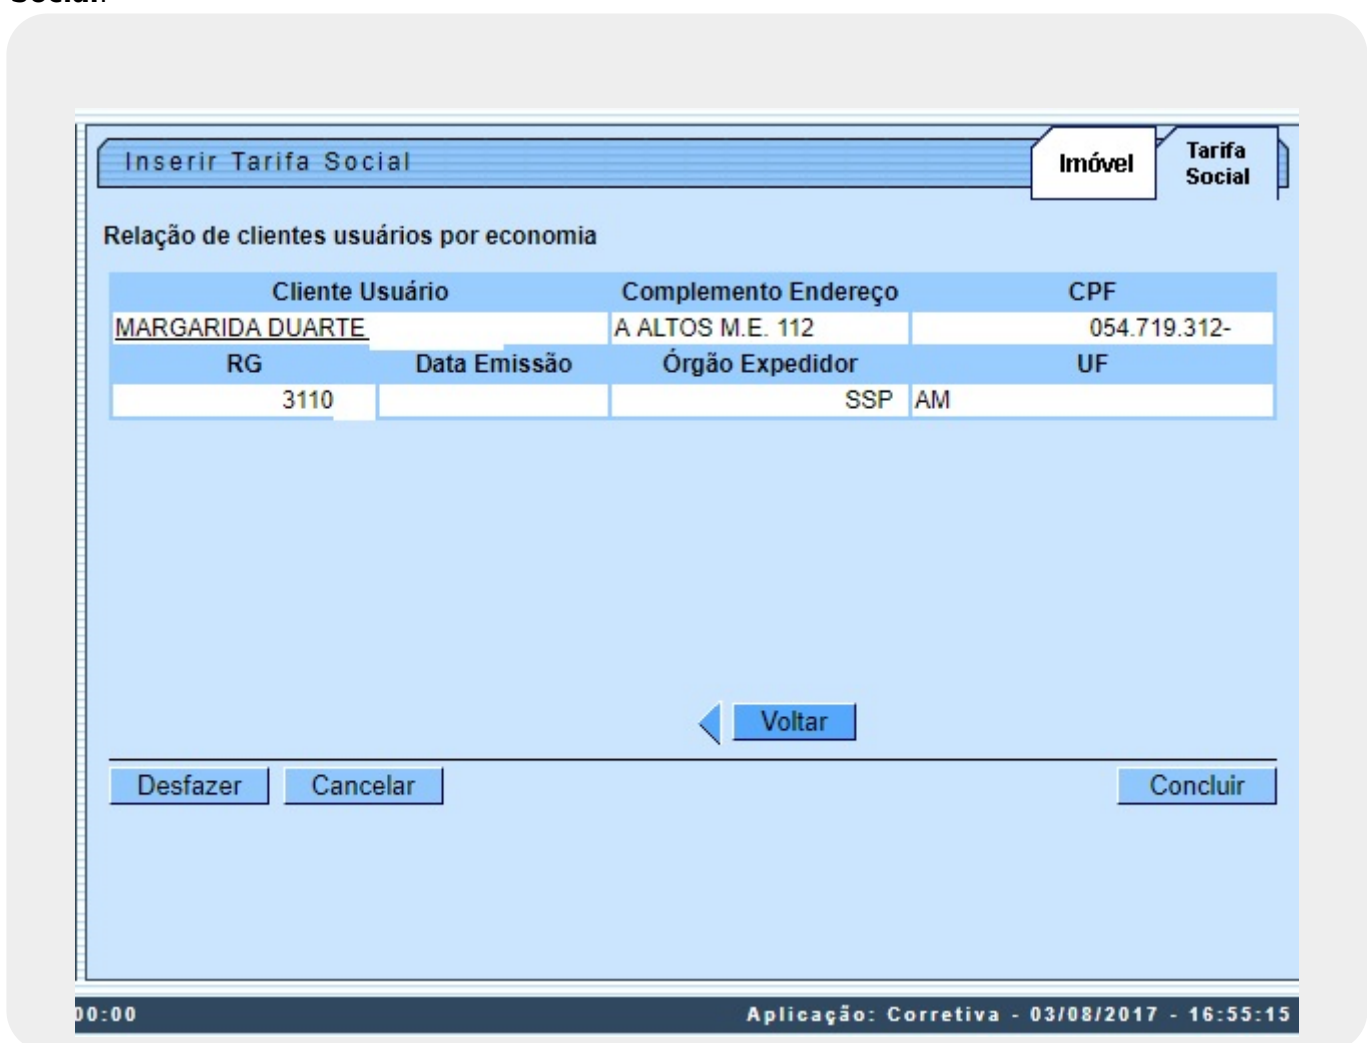 Social.
Inserir Tarifa Social
Imóvel
Tarifa
Social
Relação de clientes usuários por economia
Cliente Usuário Complemento Endereço CPF
MARGARIDA DUARTE A ALTOS M.E. 112 054.719.312-
RG Data Emissão Órgão Expedidor UF
3110 SSP AM
Voltar
Desfazer Cancelar Concluir
00:00 Aplicação: Corretiva - 03/08/2017 - 16:55:15